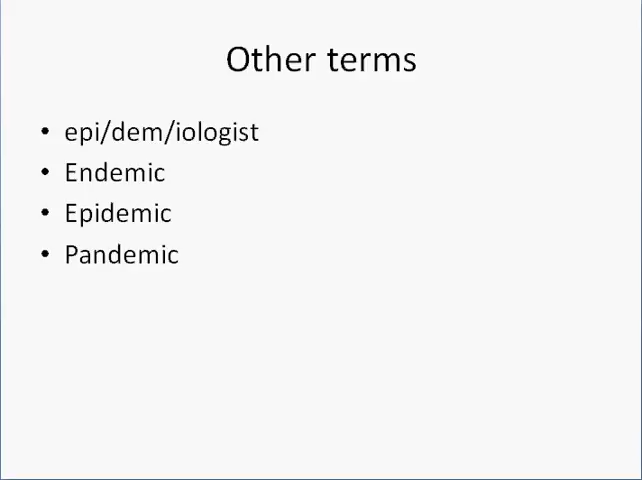 Other terms
• epi/dem/iologist
• Endemic
• Epidemic
• Pandemic